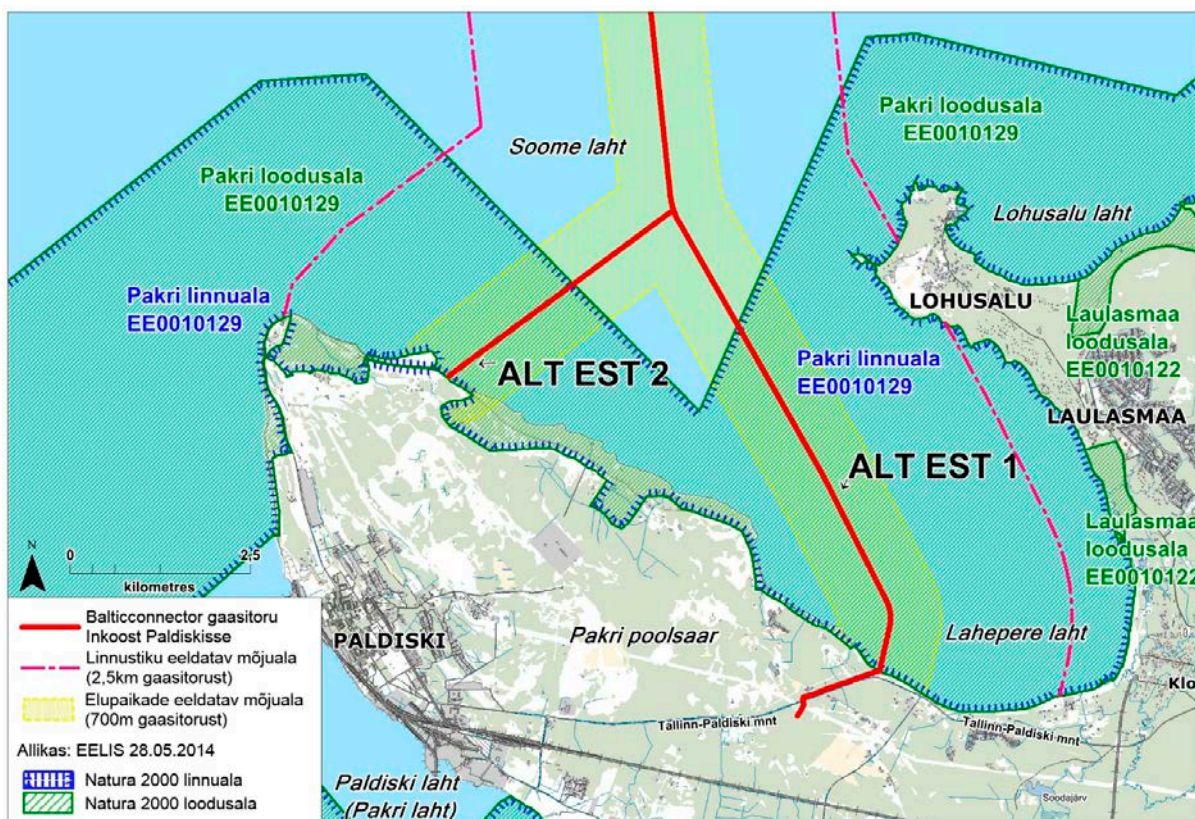 Pakri loodusala
EE0010129
Soome laht
Pakri loodusala
EE0010129
Lohusalu laht
Pakri linnuala
EE0010129
LOHUSALU
Laulasmaa
loodusala
EE0010122
Pakri linnuala
EE0010129
ALT EST 2
LAULASMAA
ALT EST 1
Laulasmaa
loodusala
EE0010122
N
0
2,5
kilometres
PALDISKI
Pakri poolsaar
Lahepere laht
Klo
Tallinn-Paldiski mnt
Tallinn-Paldiski mnt
Soodajärv
Paldiski laht
(Pakri laht)
Balticconnector gaasitoru
Inkoost Paldiskisse
Linnustiku eeldatav mõjuala
(2,5km gaasitorust)
Elupaikade eeldatav mõjuala
(700m gaasitorust)
Allikas: EELIS 28.05.2014
Natura 2000 linnuala
Natura 2000 loodusala